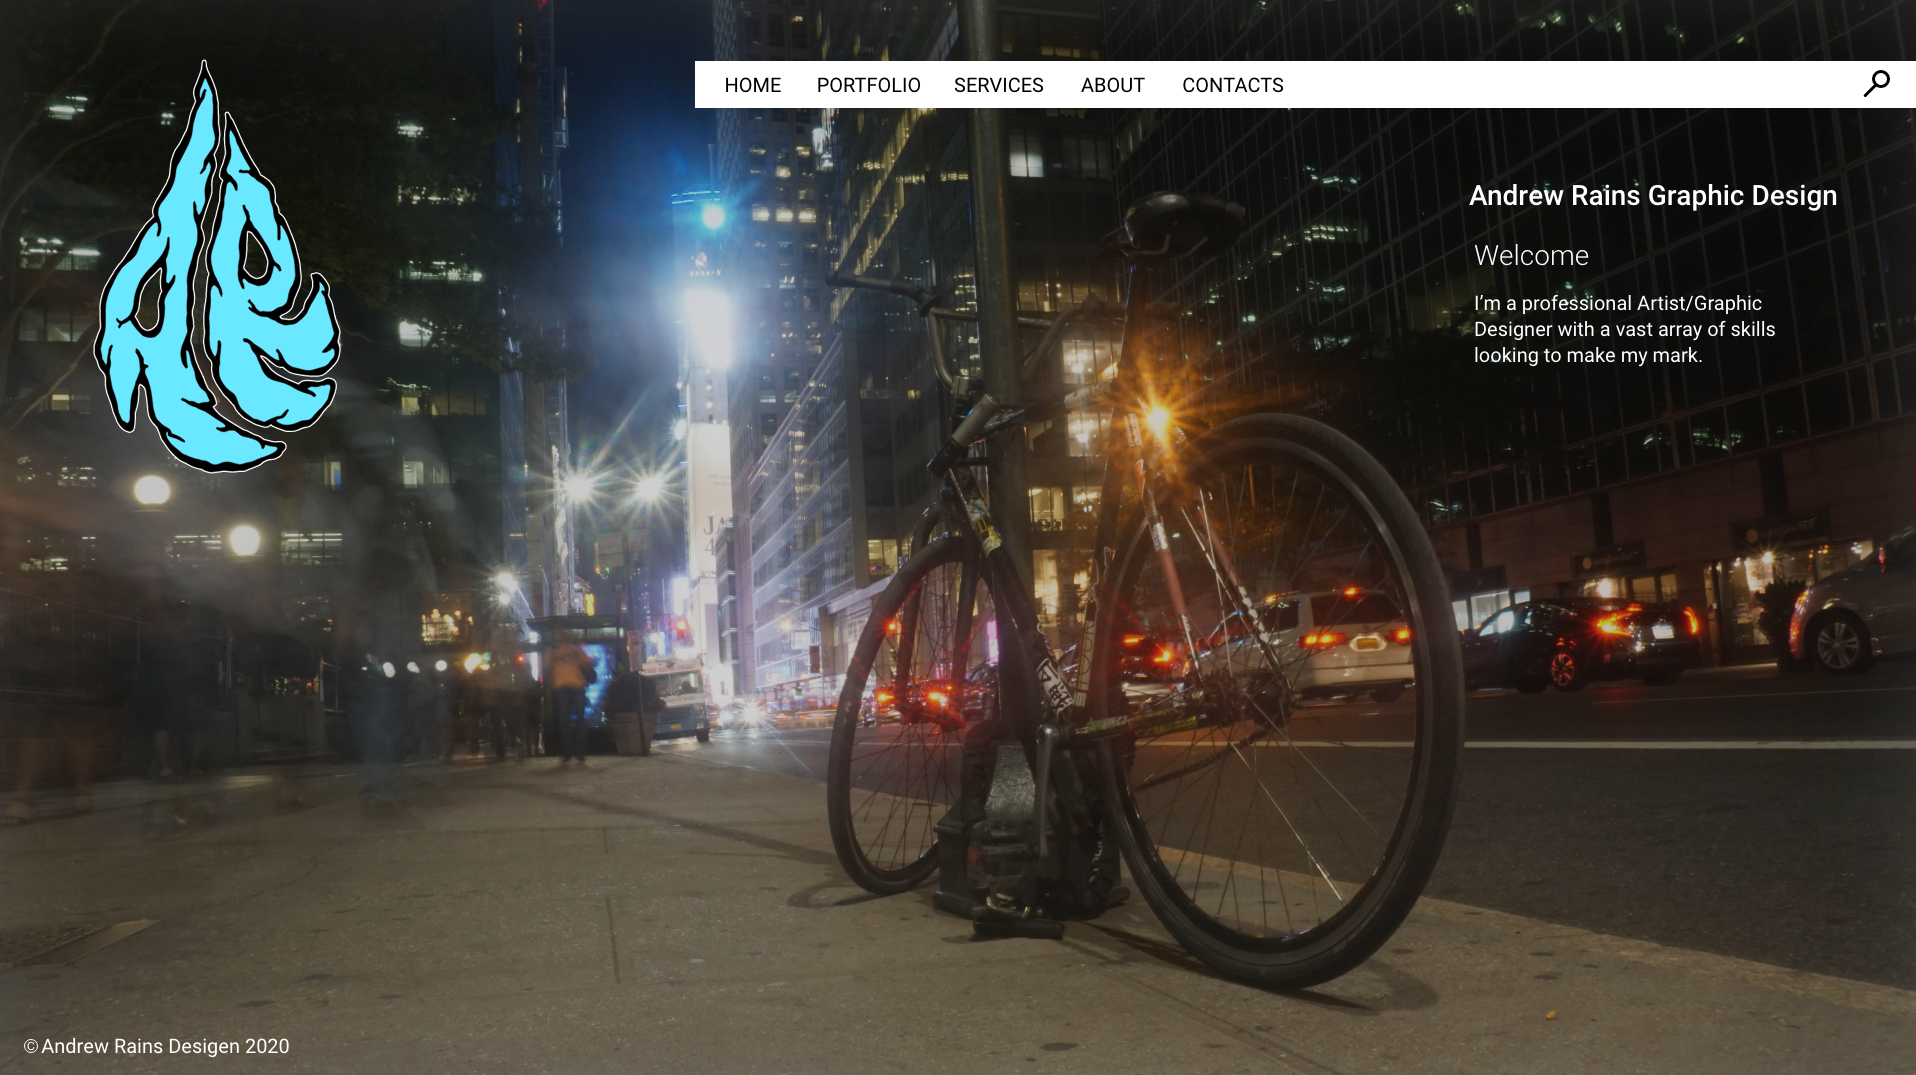 AR
HOME PORTFOLIO SERVICES ABOUT CONTACTS
Andrew Rains Graphic Design
Welcome
I’m a professional Artist/Graphic
Designer with a vast array of skills
looking to make my mark.
©Andrew Rains Desigen 2020